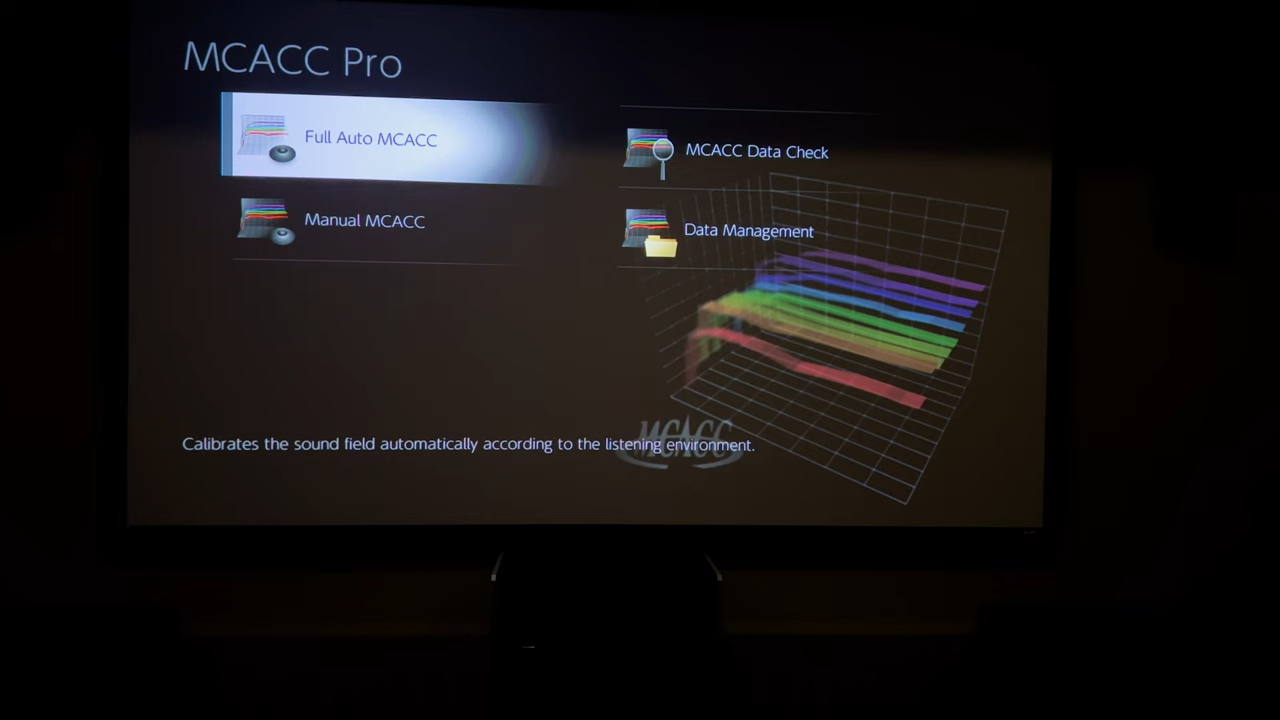 MCACC Pro
Full Auto MCACC
MCACC Data Check
Manual MCACC
Data Management
Calibrates the sound field automatically according to the listening environment.
MCACC